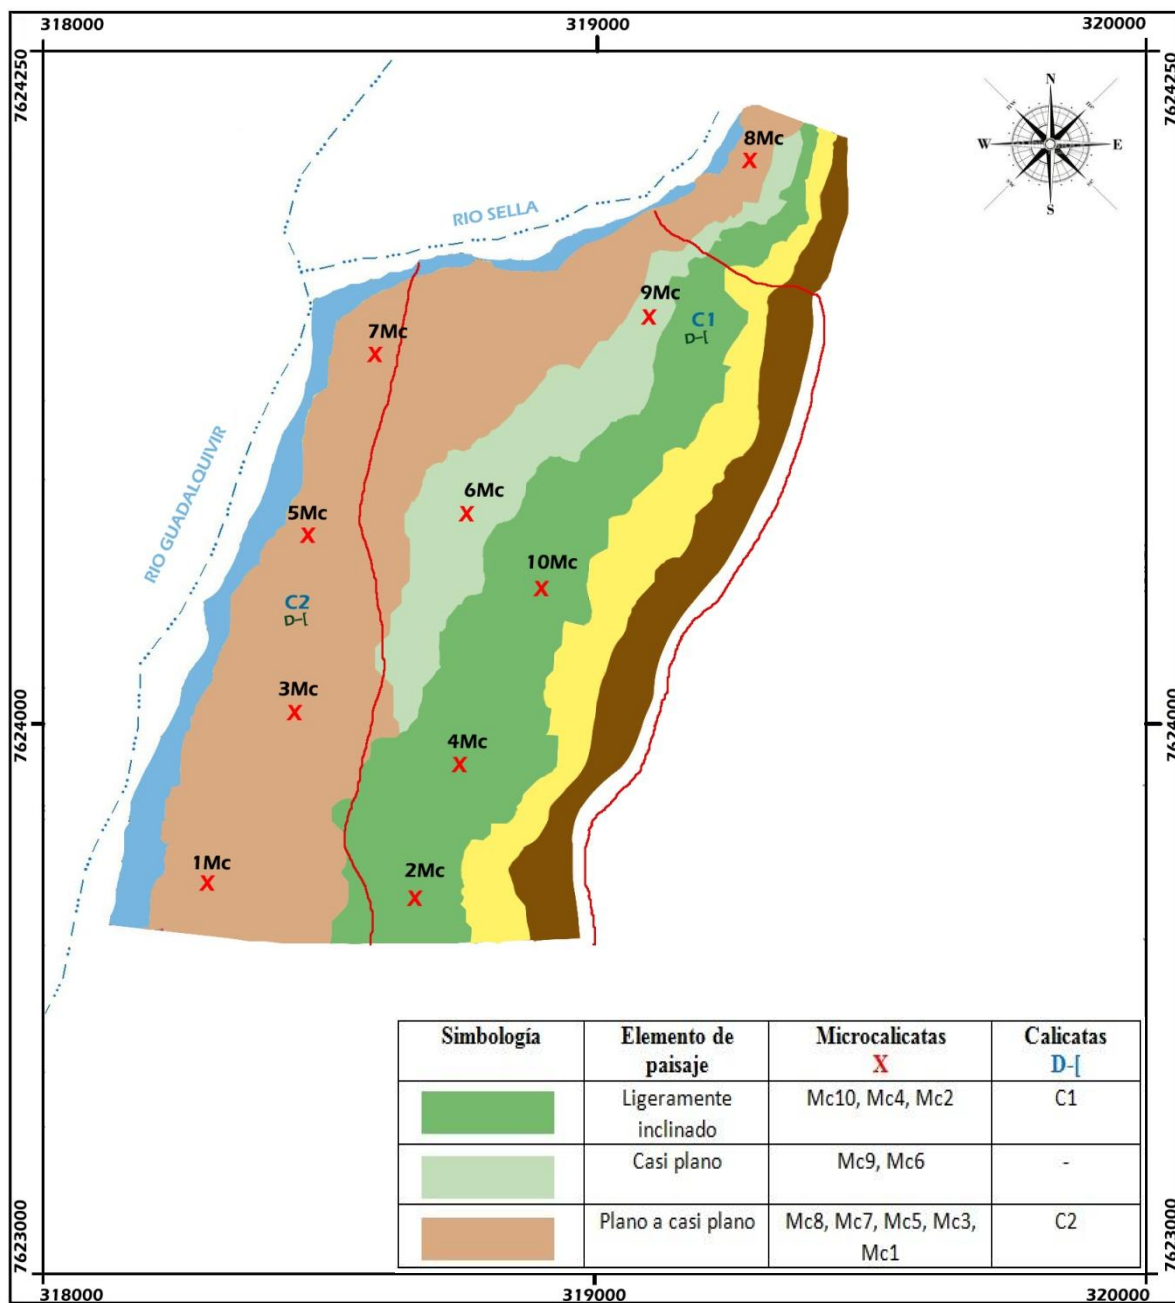 318000
319000
320000
7624250
7624250
N
W
E
S
8Mc
RIO SELLA
9Mc
C1
D-[
7Mc
RIO GUADALQUIVIR
6Mc
5Mc
10Mc
C2
D-[
3Mc
7624000
7624000
4Mc
1Mc
2Mc
Simbología
Elemento de
paisaje
Microcalicatas
X
Calicatas
D-[
Ligeramente
inclinado
Mc10, Mc4, Mc2
C1
Casi plano
Mc9, Mc6
-
Plano a casi plano
Mc8, Mc7, Mc5, Mc3,
Mc1
C2
7623000
7623000
318000
319000
320000